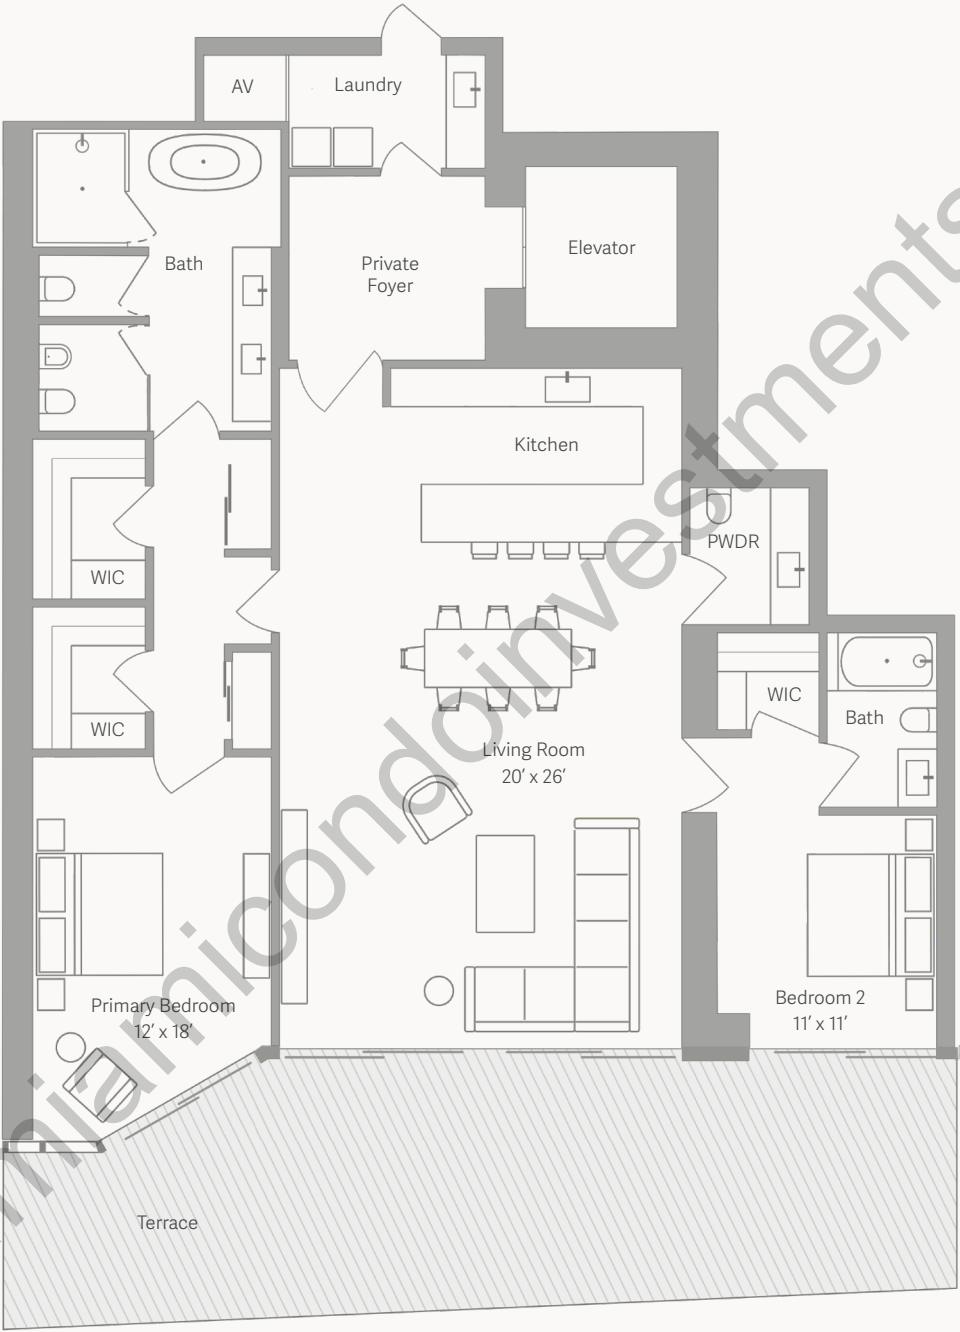 AV
Laundry
Bath
Private
Foyer
Elevator
Kitchen
PWDR
WIC
WIC
WIC
Bath
Living Room
20’ x 26’
Primary Bedroom
12’ x 18’
Bedroom 2
11’ x 11’
Terrace
miamicondoinvestments